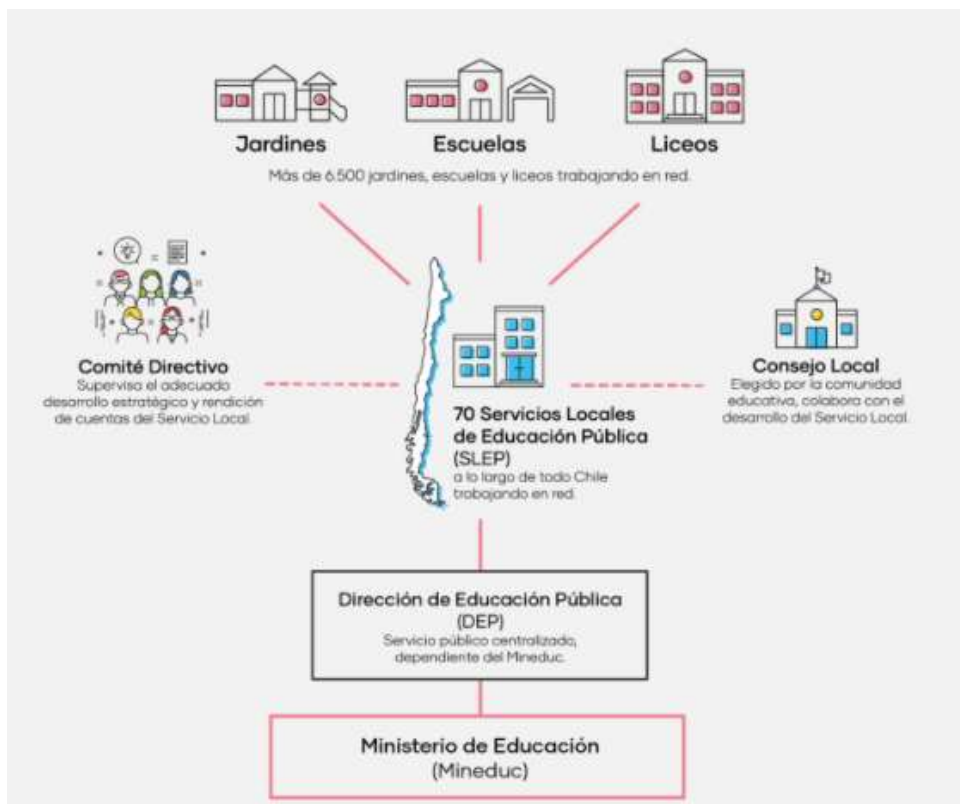 Jardines
Escuelas
Liceos
Más de 6.500 jardines, escuelas y liceos trabajando en red.
Comité Directivo
Supervisa el adecuado
desarrollo estratégico y rendición
de cuentas del Servicio Local.
Consejo Local
Elegido por la comunidad
educativa, colabora con el
desarrollo del Servicio Local.
70 Servicios Locales
de Educación Pública
(SLEP)
a lo largo de todo Chile
trabajando en red.
Dirección de Educación Pública
(DEP)
Servicio público centralizado,
dependiente del Mineduc.
Ministerio de Educación
(Mineduc)